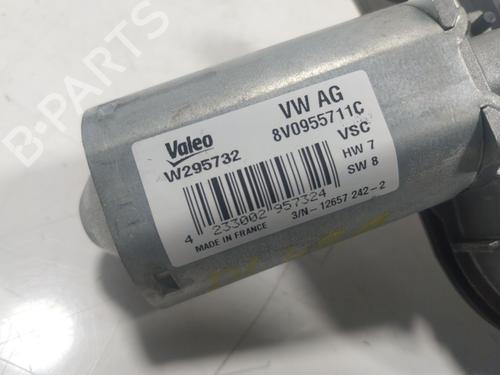 VW AG
8V0955711C
Valeo
W295732
VSC
HW 7
SW 8
4 233002 957324
3/N - 12657 242-2
MADE IN FRANCE
B-PARTS